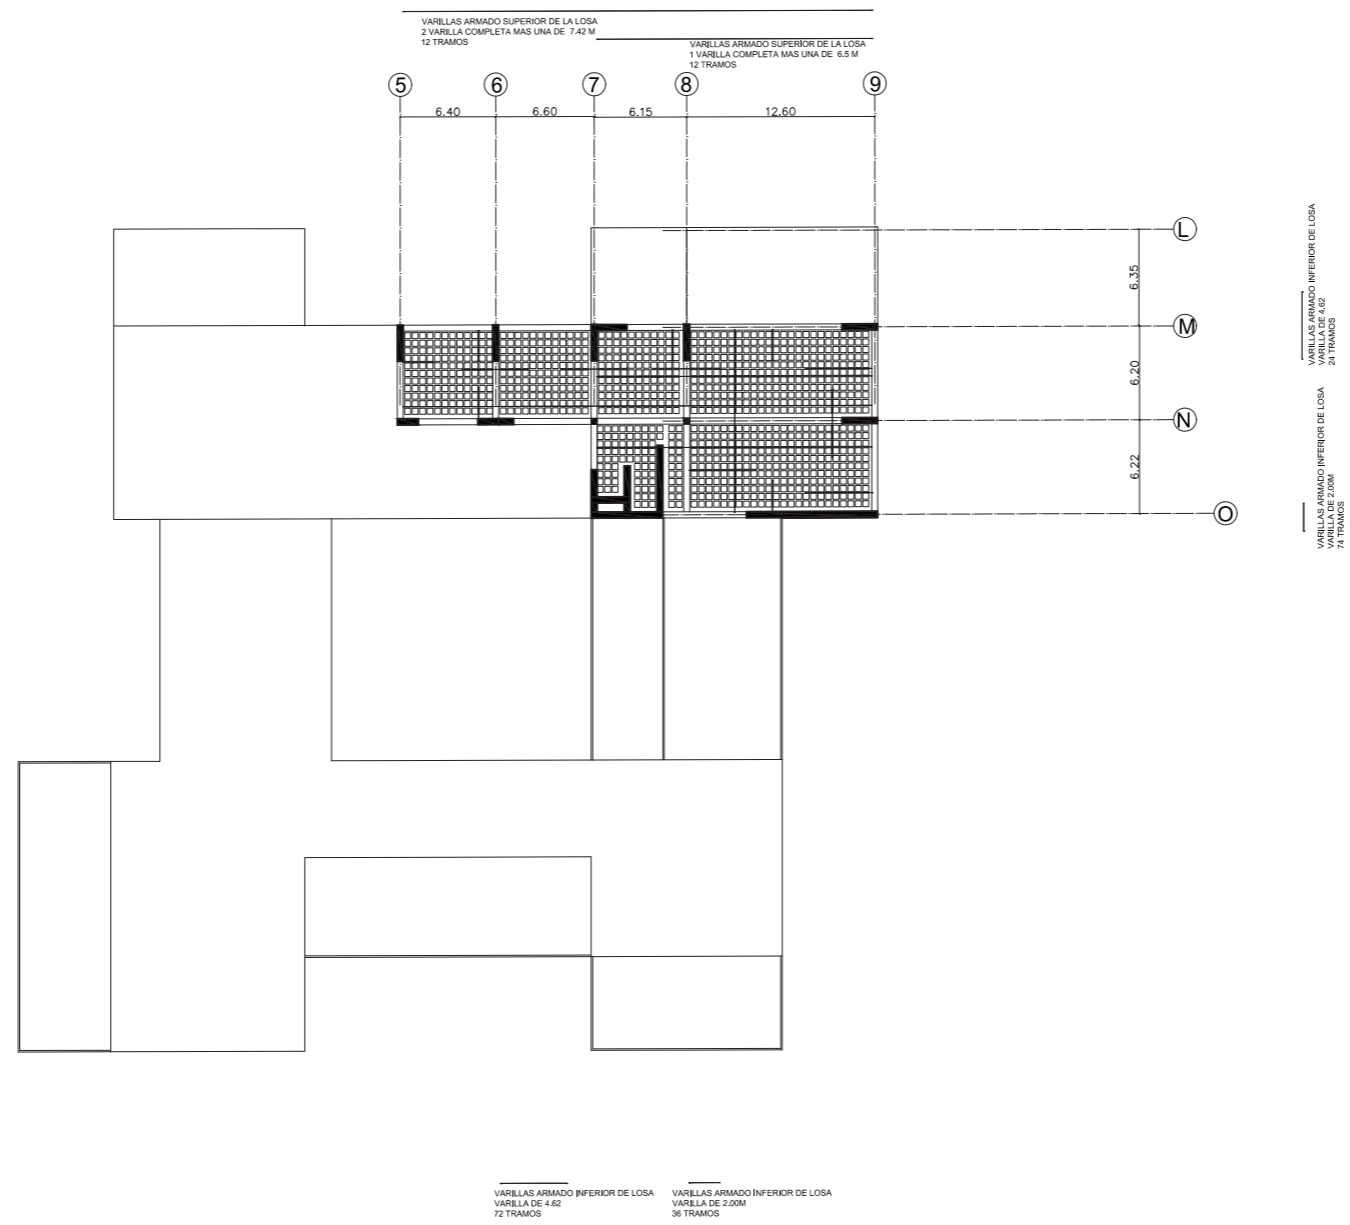 VARILLAS ARMADO SUPERIOR DE LA LOSA
2 VARILLA COMPLETA MAS UNA DE 7.42 M
12 TRAMOS
VARILLAS ARMADO SUPERIOR DE LA LOSA
1 VARILLA COMPLETA MAS UNA DE 6.5 M
12 TRAMOS
5 6 7 8 9
6.40 6.60 6.15 12.60
L
6.35
M
6.20
N
6.22
O
VARILLAS ARMADO INFERIOR DE LOSA
VARILLA DE 4.62
24 TRAMOS
VARILLAS ARMADO INFERIOR DE LOSA
VARILLA DE 2.00M
74 TRAMOS
VARILLAS ARMADO INFERIOR DE LOSA
VARILLA DE 4.62
72 TRAMOS
VARILLAS ARMADO INFERIOR DE LOSA
VARILLA DE 2.00M
36 TRAMOS